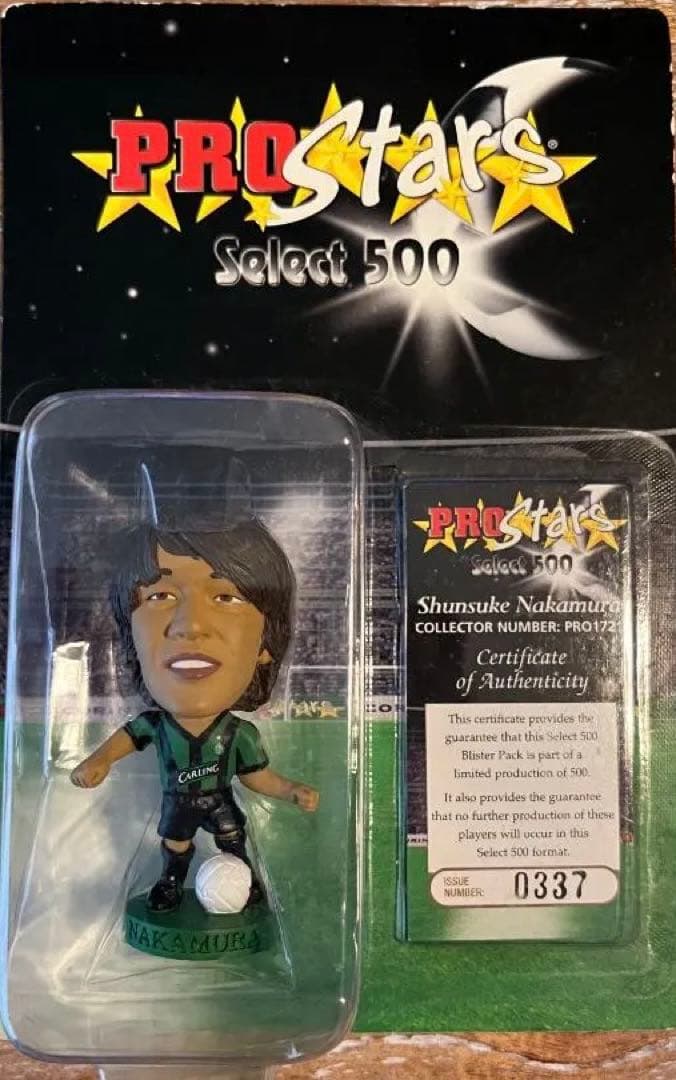 PROStars®
Select 500
PROStars
Select 500
Shunsuke Nakamura
COLLECTOR NUMBER: PRO1721
Certificate
of Authenticity
This certificate provides the
guarantee that this Select 500
Blister Pack is part of a
limited production of 500.
It also provides the guarantee
that no further production of these
players will occur in this
Select 500 format.
ISSUE
NUMBER: 0337
CARLING
NAKAMURA